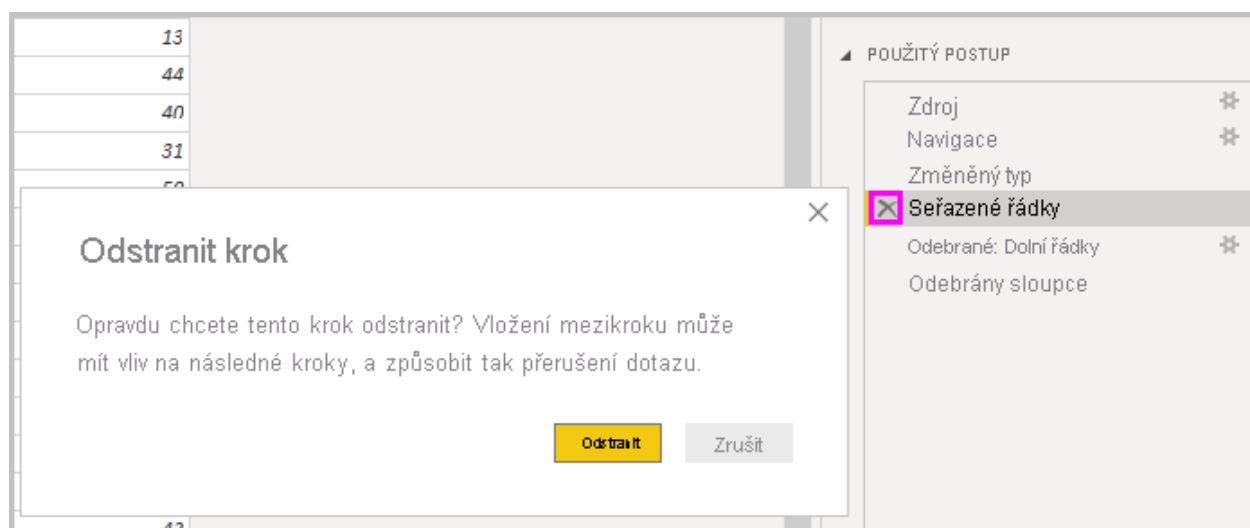 13
44
40
31
POUŽITÝ POSTUP
Zdroj
Navigace
Změněný typ
Seřazené řádky
Odebrané: Dolní řádky
Odebrány sloupce
Odstranit krok
Opravdu chcete tento krok odstranit? Vložení mezikroku může
mít vliv na následné kroky, a způsobit tak přerušení dotazu.
Odstranit
Zrušit